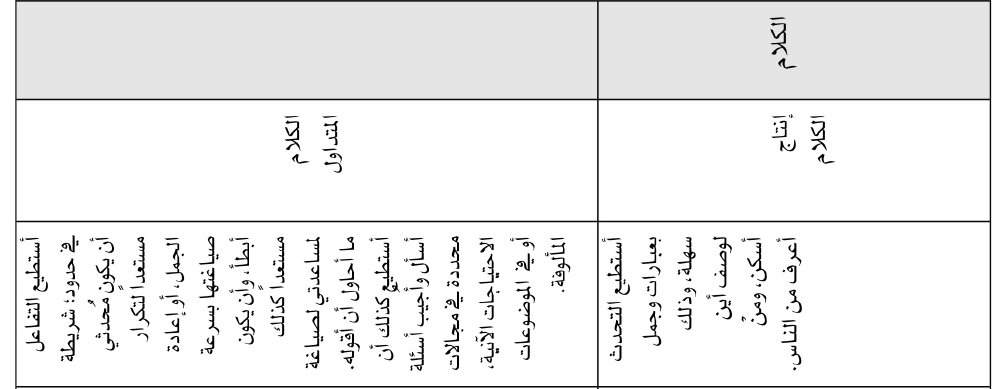 الكلام
المتداول
الكلام
إنتاج
الكلام
أستطيع التفاعل
في حدود؛ شريطة
أن يكون مُحدثي
مستعداً لتكرار
الجمل، أو إعادة
صياغتها بسرعة
أبطأ، وأن يكون
مستعداً كذلك
لمساعدتي لصياغة
ما أحاول أن أقوله.
أستطيع كذلك أن
أسأل وأجيب أسئلة
محددة في مجالات
الاحتياجات الآنية،
أو في الموضوعات
المألوفة.
أستطيع التحدث
بعبارات وجمل
سهلة، وذلك
لوصف أين
أسكن، ومنْ
أعرف من الناس.